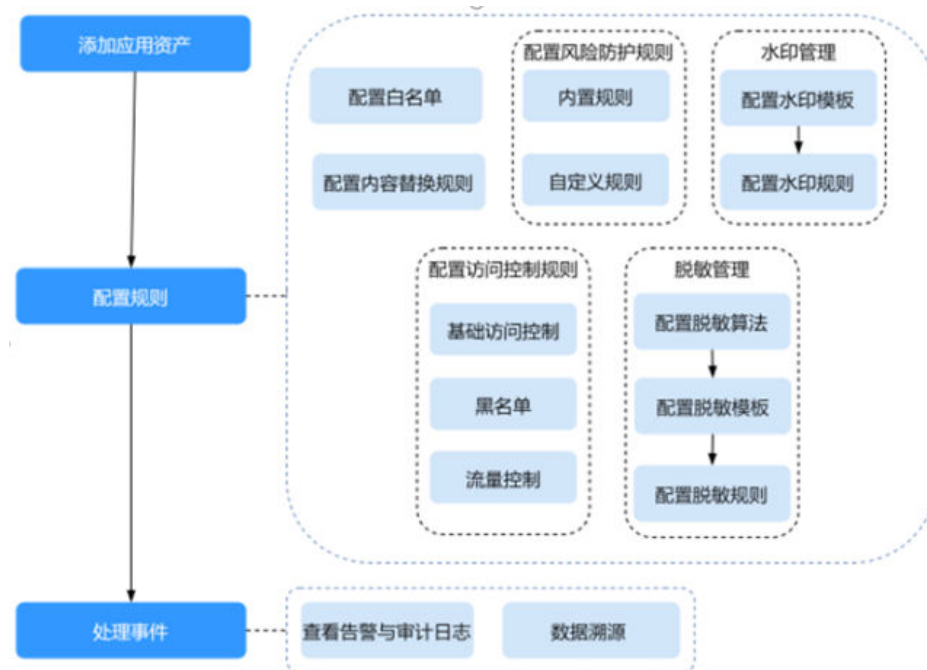 添加应用资产
配置规则
处理事件
配置白名单
配置内容替换规则
配置风险防护规则
内置规则
自定义规则
水印管理
配置水印模板
配置水印规则
配置访问控制规则
基础访问控制
黑名单
流量控制
脱敏管理
配置脱敏算法
配置脱敏模板
配置脱敏规则
查看告警与审计日志
数据溯源